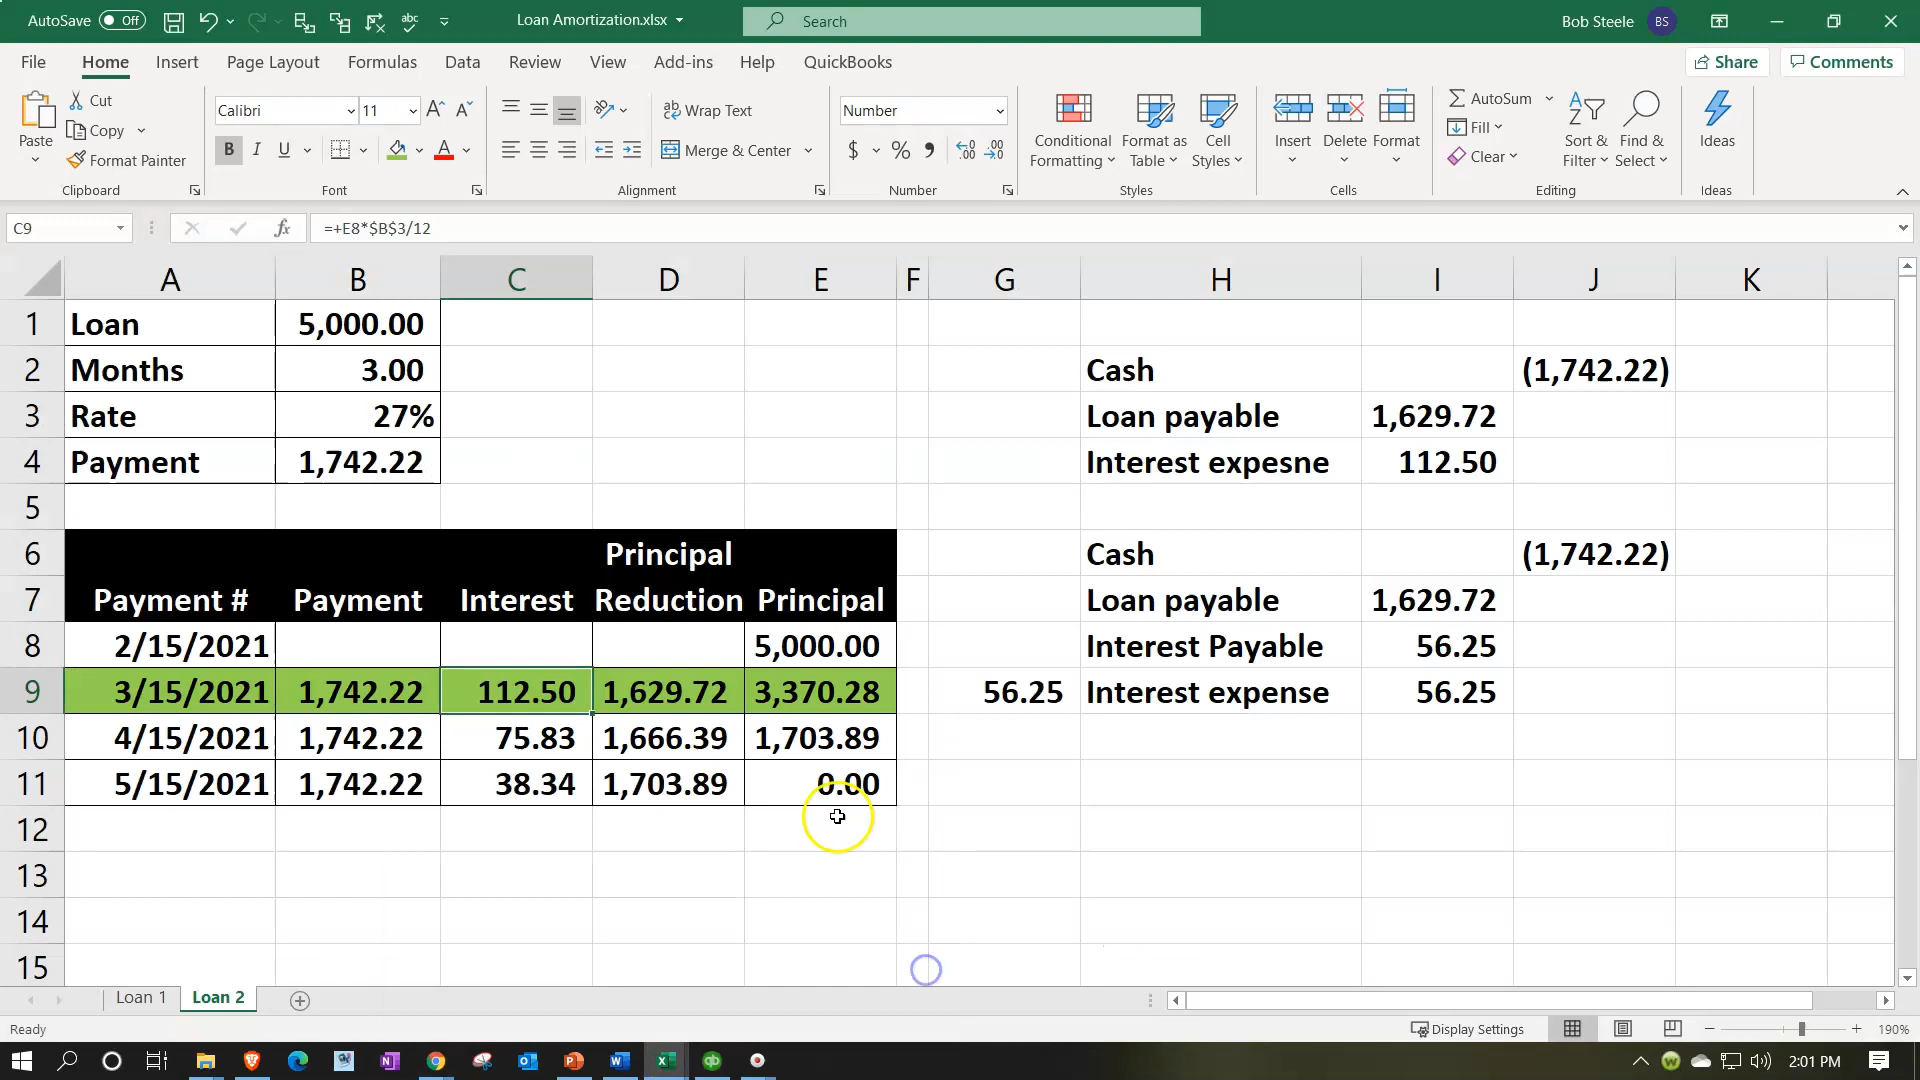 AutoSave Off Loan Amortization.xlsx Search Bob Steele BS
File Home Insert Page Layout Formulas Data Review View Add-ins Help QuickBooks Share Comments
Paste Cut Copy Format Painter Clipboard
Calibri 11 B I U A Font
Wrap Text Merge & Center Alignment
Number $ % , Number
Conditional Formatting Format as Table Cell Styles Styles
Insert Delete Format Cells
AutoSum Fill Clear Sort & Filter Find & Select Editing
Ideas Ideas
C9 fx =+E8*$B$3/12
A B C D E F G H I J K
1 Loan 5,000.00
2 Months 3.00 Cash (1,742.22)
3 Rate 27% Loan payable 1,629.72
4 Payment 1,742.22 Interest expesne 112.50
5
6 Principal Cash (1,742.22)
7 Payment # Payment Interest Reduction Principal Loan payable 1,629.72
8 2/15/2021 5,000.00 Interest Payable 56.25
9 3/15/2021 1,742.22 112.50 1,629.72 3,370.28 56.25 Interest expense 56.25
10 4/15/2021 1,742.22 75.83 1,666.39 1,703.89
11 5/15/2021 1,742.22 38.34 1,703.89 0.00
12
13
14
15
Loan 1 Loan 2
Ready Display Settings 190%
2:01 PM